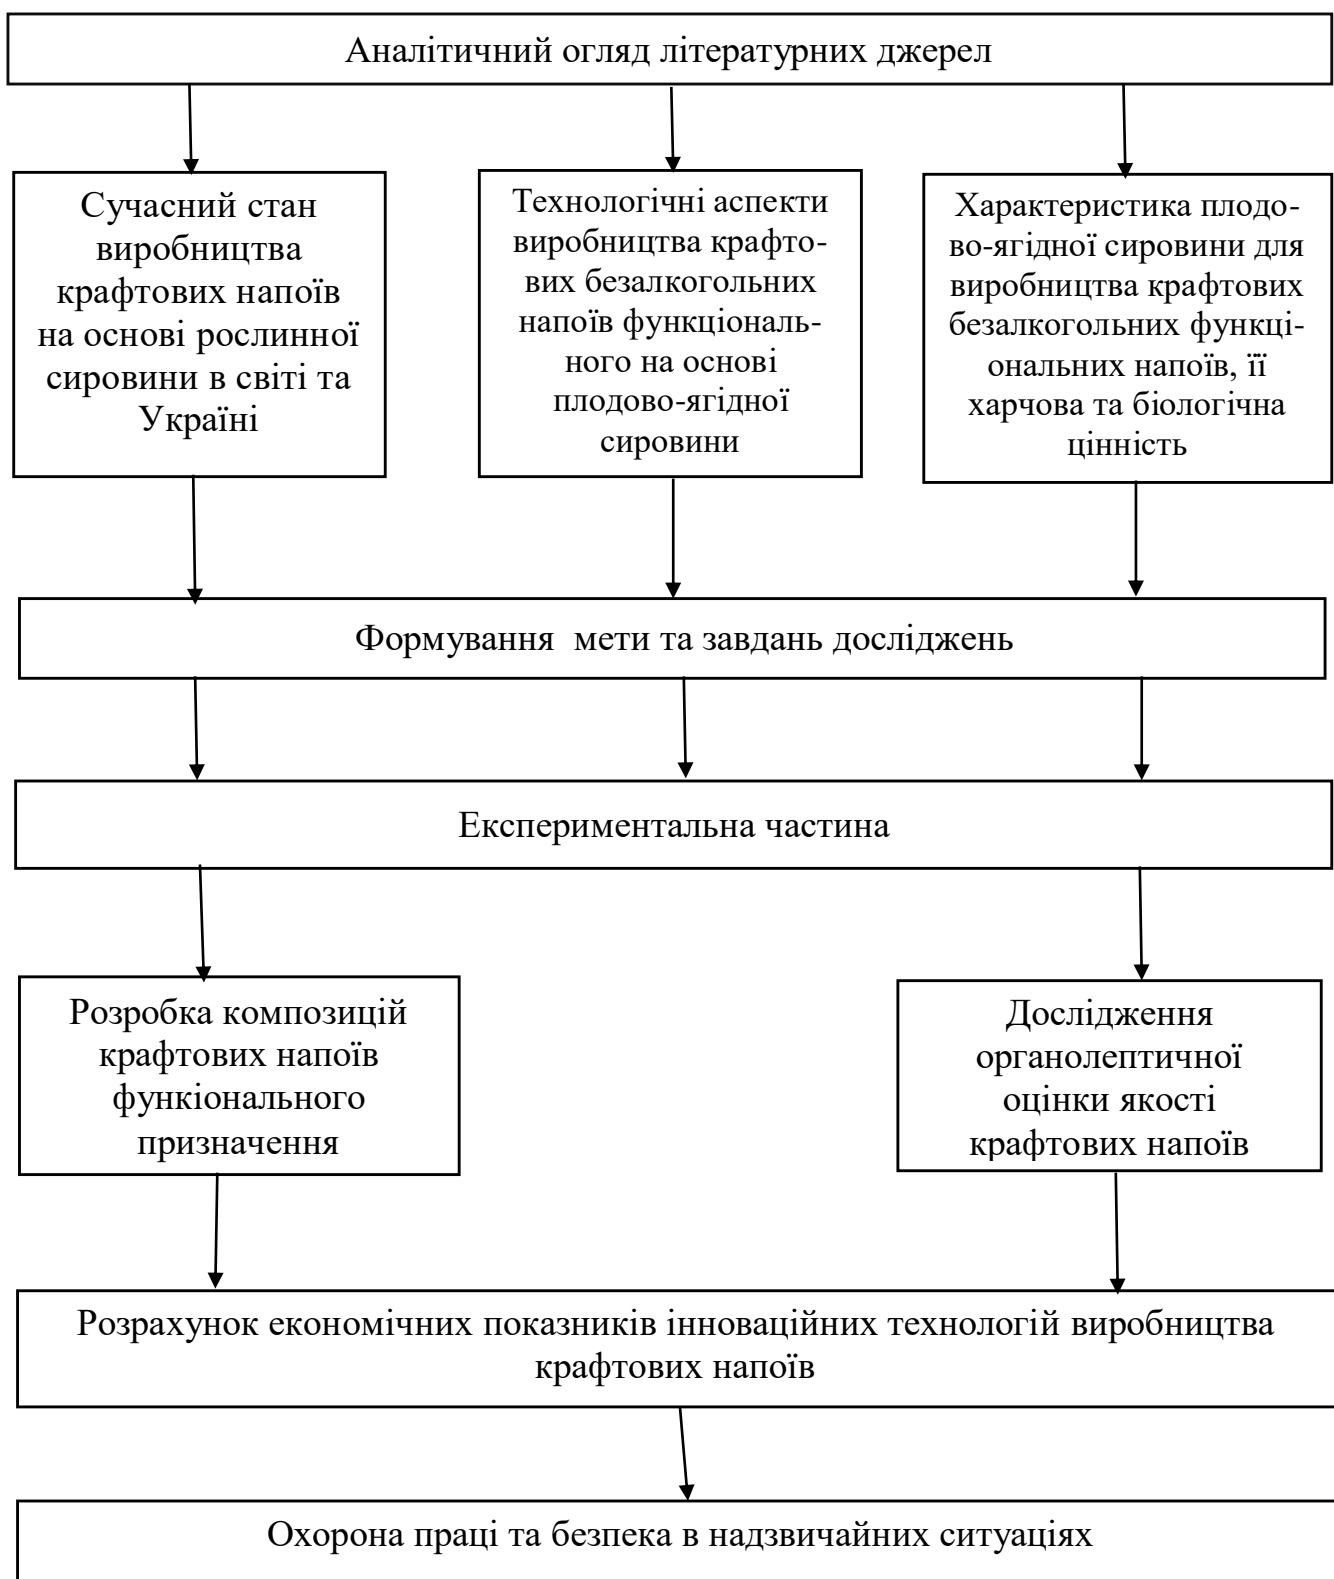 Аналітичний огляд літературних джерел
Сучасний стан
виробництва
крафтових напоїв
на основі рослинної
сировини в світі та
Україні
Технологічні аспекти
виробництва крафто-
вих безалкогольних
напоїв функціональ-
ного на основі
плодово-ягідної
сировини
Характеристика плодо-
во-ягідної сировини для
виробництва крафтових
безалкогольних функці-
ональних напоїв, її
харчова та біологічна
цінність
Формування  мети та завдань досліджень
Експериментальна частина
Розробка композицій
крафтових напоїв
функіонального
призначення
Дослідження
органолептичної
оцінки якості
крафтових напоїв
Розрахунок економічних показників інноваційних технологій виробництва
крафтових напоїв
Охорона праці та безпека в надзвичайних ситуаціях